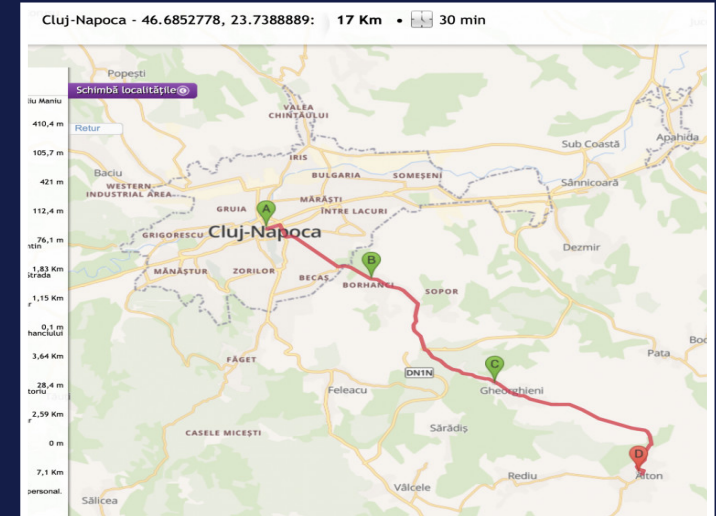 Cluj-Napoca - 46.6852778, 23.7388889: 17 Km • 30 min
Popești
Schimbă localitățile
iu Maniu
VALEA
CHINTĂULUI
410,4 m
Retur
Apahida
Sub Coastă
105,7 m
IRIS
Baciu
BULGARIA
SOMEȘENI
421 m
WESTERN
INDUSTRIAL AREA
Sânnicoară
MĂRĂȘTI
112,4 m
GRUIA
A
ÎNTRE LACURI
GRIGORESCU
Cluj-Napoca
76,1 m
Dezmir
B
1,83 Km
strada
MĂNĂȘTUR
ZORILOR
BECAȘ
BORHANCI
SOPOR
1,15 Km
0,1 m
hanciului
3,64 Km
FĂGET
Pata
C
DN1N
28,4 m
toriu
Feleacu
Gheorghieni
2,59 Km
Sărădiș
CASELE MICEȘTI
0 m
D
7,1 Km
Rediu
Aiton
personal.
Vâlcele
Sălicea